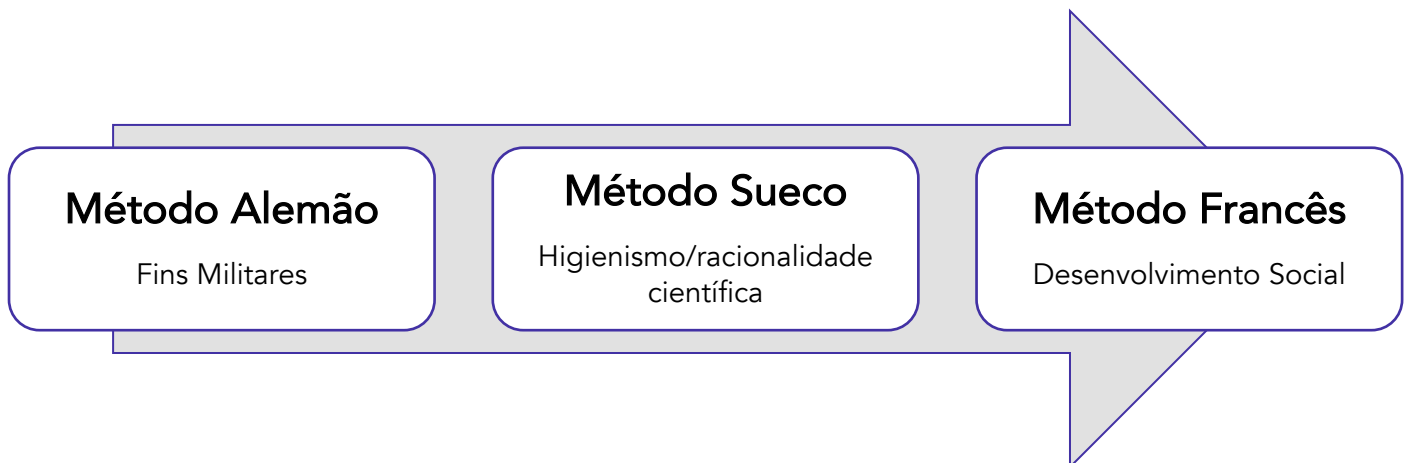 Método Alemão
Fins Militares
Método Sueco
Higienismo/racionalidade
científica
Método Francês
Desenvolvimento Social